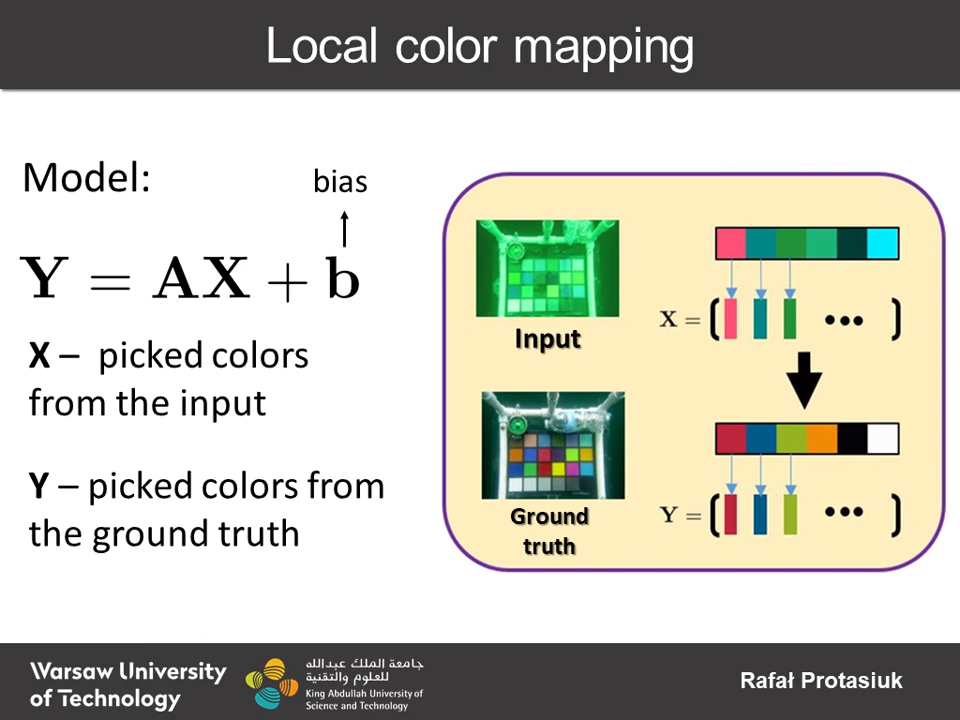 Local color mapping
Model:
bias
Y = AX + b
X – picked colors
from the input
Y – picked colors from
the ground truth
Input
Ground
truth
X = [ ••• ]
Y = [ ••• ]
Warsaw University
of Technology
جامعة الملك عبدالله
للعلوم والتقنية
King Abdullah University of
Science and Technology
Rafał Protasiuk